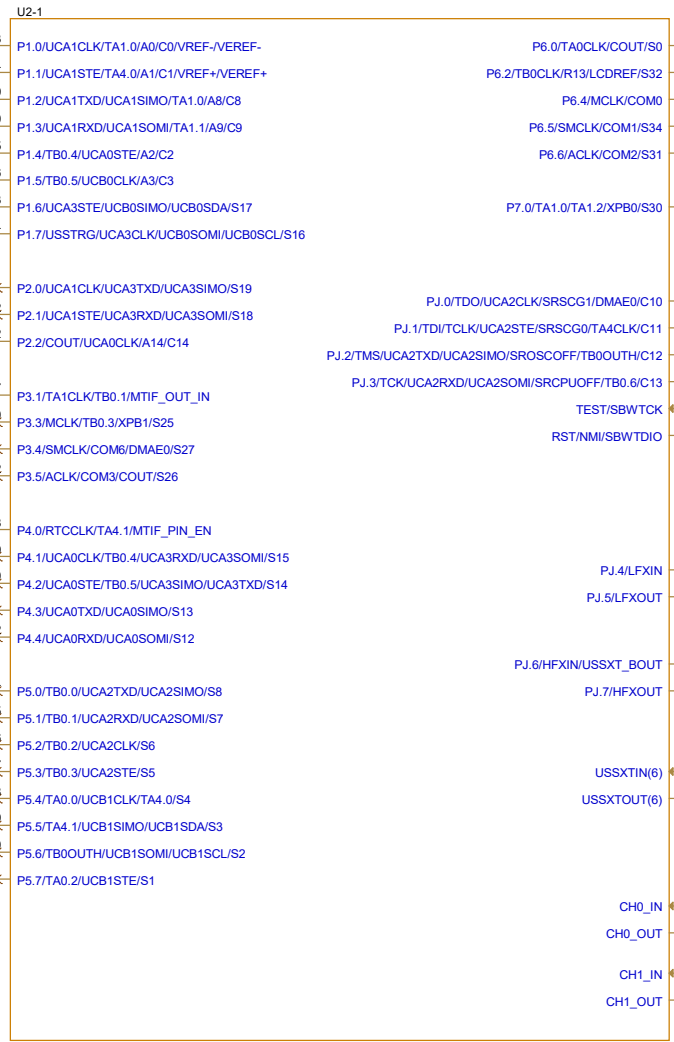 U2-1
P1.0/UCA1CLK/TA1.0/A0/C0/VREF-/VEREF-
P1.1/UCA1STE/TA4.0/A1/C1/VREF+/VEREF+
P1.2/UCA1TXD/UCA1SIMO/TA1.0/A8/C8
P1.3/UCA1RXD/UCA1SOMI/TA1.1/A9/C9
P1.4/TB0.4/UCA0STE/A2/C2
P1.5/TB0.5/UCB0CLK/A3/C3
P1.6/UCA3STE/UCB0SIMO/UCB0SDA/S17
P1.7/USSTRG/UCA3CLK/UCB0SOMI/UCB0SCL/S16
P2.0/UCA1CLK/UCA3TXD/UCA3SIMO/S19
P2.1/UCA1STE/UCA3RXD/UCA3SOMI/S18
P2.2/COUT/UCA0CLK/A14/C14
P3.1/TA1CLK/TB0.1/MTIF_OUT_IN
P3.3/MCLK/TB0.3/XPB1/S25
P3.4/SMCLK/COM6/DMAE0/S27
P3.5/ACLK/COM3/COUT/S26
P4.0/RTCCLK/TA4.1/MTIF_PIN_EN
P4.1/UCA0CLK/TB0.4/UCA3RXD/UCA3SOMI/S15
P4.2/UCA0STE/TB0.5/UCA3SIMO/UCA3TXD/S14
P4.3/UCA0TXD/UCA0SIMO/S13
P4.4/UCA0RXD/UCA0SOMI/S12
P5.0/TB0.0/UCA2TXD/UCA2SIMO/S8
P5.1/TB0.1/UCA2RXD/UCA2SOMI/S7
P5.2/TB0.2/UCA2CLK/S6
P5.3/TB0.3/UCA2STE/S5
P5.4/TA0.0/UCB1CLK/TA4.0/S4
P5.5/TA4.1/UCB1SIMO/UCB1SDA/S3
P5.6/TB0OUTH/UCB1SOMI/UCB1SCL/S2
P5.7/TA0.2/UCB1STE/S1
P6.0/TA0CLK/COUT/S0
P6.2/TB0CLK/R13/LCDREF/S32
P6.4/MCLK/COM0
P6.5/SMCLK/COM1/S34
P6.6/ACLK/COM2/S31
P7.0/TA1.0/TA1.2/XPB0/S30
PJ.0/TDO/UCA2CLK/SRSCG1/DMAE0/C10
PJ.1/TDI/TCLK/UCA2STE/SRSCG0/TA4CLK/C11
PJ.2/TMS/UCA2TXD/UCA2SIMO/SROSCOFF/TB0OUTH/C12
PJ.3/TCK/UCA2RXD/UCA2SOMI/SRCPUOFF/TB0.6/C13
TEST/SBWTCK
RST/NMI/SBWTDIO
PJ.4/LFXIN
PJ.5/LFXOUT
PJ.6/HFXIN/USSXT_BOUT
PJ.7/HFXOUT
USSXTIN(6)
USSXTOUT(6)
CH0_IN
CH0_OUT
CH1_IN
CH1_OUT